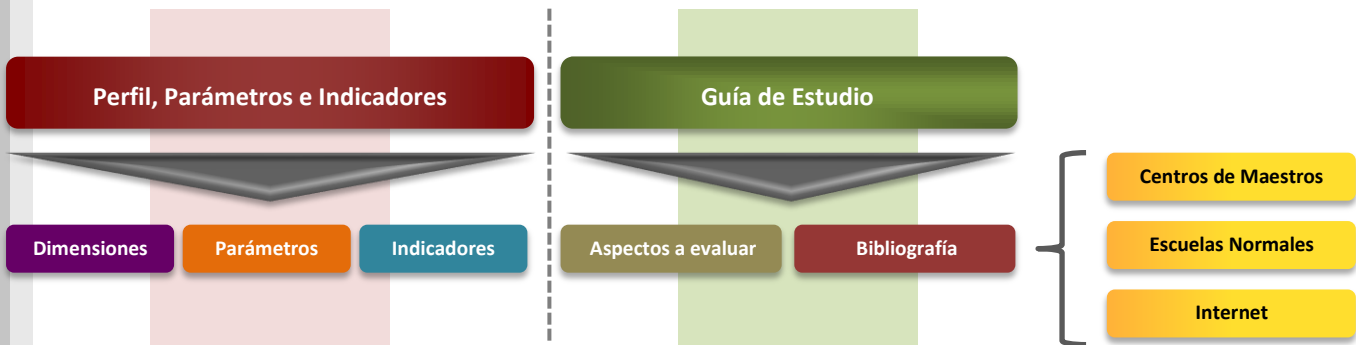 Perfil, Parámetros e Indicadores
Guía de Estudio
Dimensiones
Parámetros
Indicadores
Aspectos a evaluar
Bibliografía
Centros de Maestros
Escuelas Normales
Internet